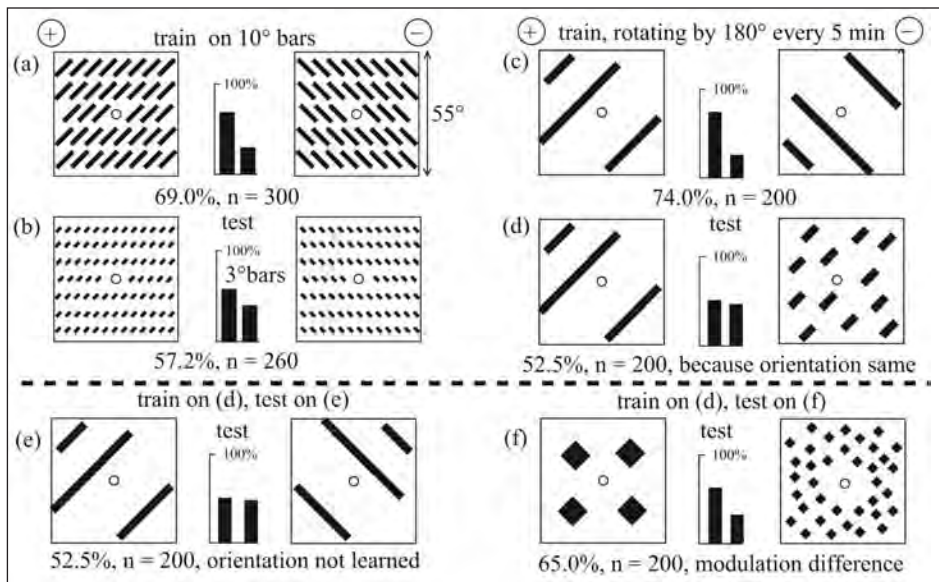 + train on 10° bars −
+ train, rotating by 180° every 5 min −
(a)
100%
55°
69.0%, n = 300
(c)
100%
74.0%, n = 200
(b)
test
100%
3°bars
57.2%, n = 260
(d)
test
100%
52.5%, n = 200, because orientation same
train on (d), test on (e)
(e)
test
100%
52.5%, n = 200, orientation not learned
train on (d), test on (f)
(f)
test
100%
65.0%, n = 200, modulation difference